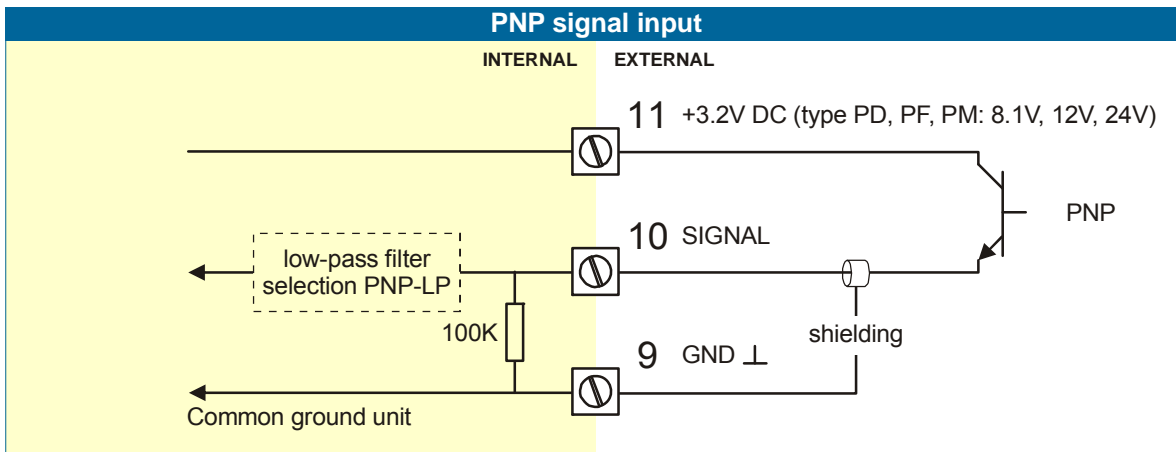 PNP signal input
INTERNAL EXTERNAL
11 +3.2V DC (type PD, PF, PM: 8.1V, 12V, 24V)
PNP
10 SIGNAL
low-pass filter
selection PNP-LP
100K
shielding
9 GND ⊥
Common ground unit